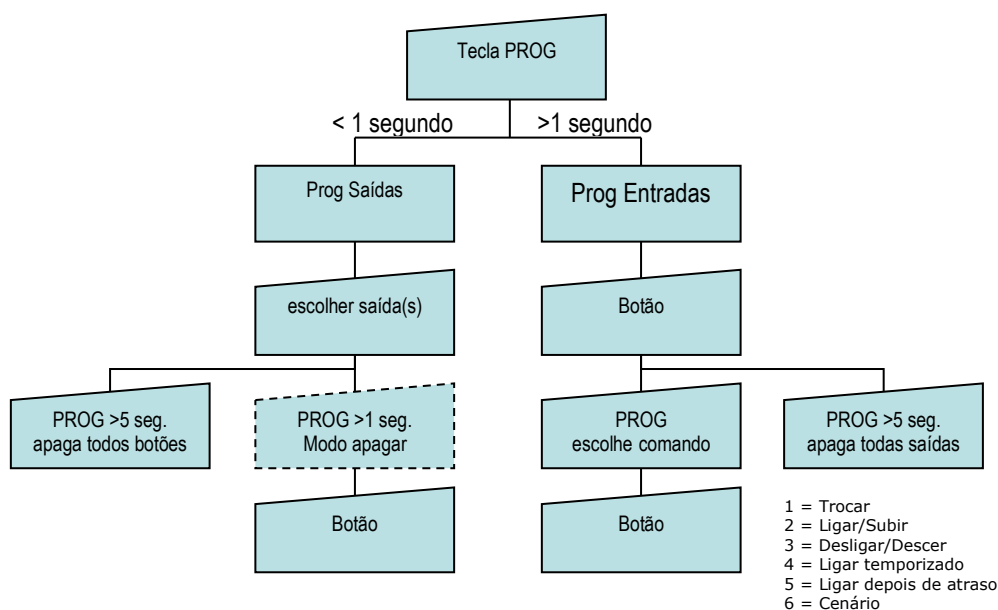 Tecla PROG
< 1 segundo
>1 segundo
Prog Saídas
Prog Entradas
escolher saída(s)
Botão
PROG >5 seg.
apaga todos botões
PROG >1 seg.
Modo apagar
PROG
escolhe comando
PROG >5 seg.
apaga todas saídas
Botão
Botão
1 = Trocar
2 = Ligar/Subir
3 = Desligar/Descer
4 = Ligar temporizado
5 = Ligar depois de atraso
6 = Cenário